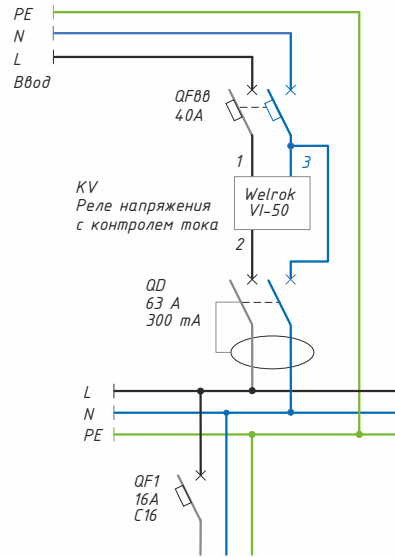 PE
N
L
Ввод
QFвв
40А
1
3
KV
Реле напряжения
с контролем тока
Welrok
VI-50
2
QD
63 А
300 mA
L
N
PE
QF1
16А
C16